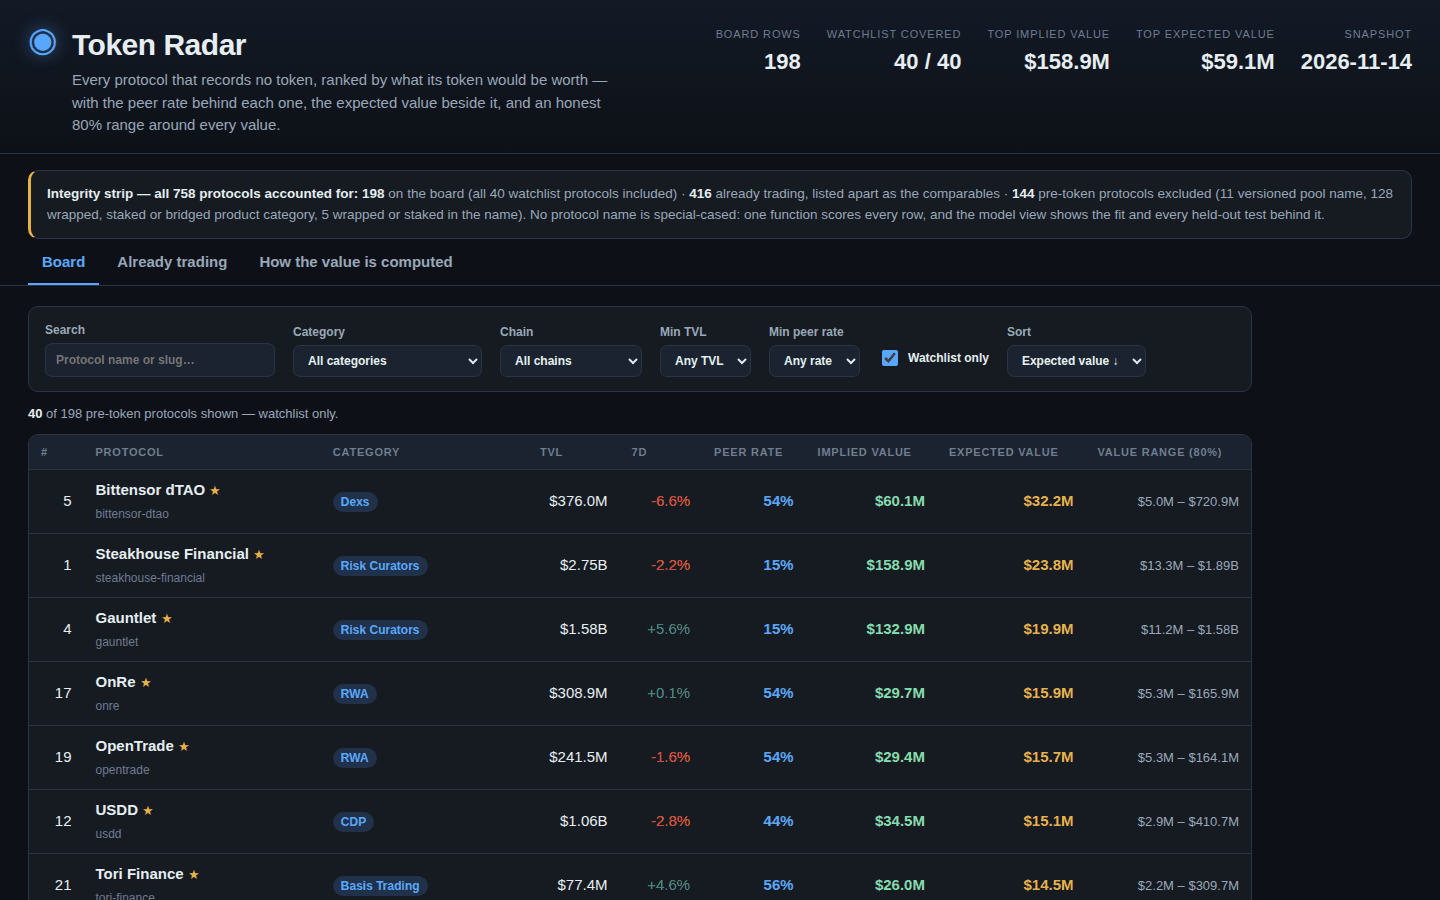 Token Radar
Every protocol that records no token, ranked by what its token would be worth —
with the peer rate behind each one, the expected value beside it, and an honest
80% range around every value.
BOARD ROWS WATCHLIST COVERED TOP IMPLIED VALUE TOP EXPECTED VALUE SNAPSHOT
198 40 / 40 $158.9M $59.1M 2026-11-14
Integrity strip — all 758 protocols accounted for: 198 on the board (all 40 watchlist protocols included) · 416 already trading, listed apart as the comparables · 144 pre-token protocols excluded (11 versioned pool name, 128
wrapped, staked or bridged product category, 5 wrapped or staked in the name). No protocol name is special-cased: one function scores every row, and the model view shows the fit and every held-out test behind it.
Board Already trading How the value is computed
Search Category Chain Min TVL Min peer rate
Protocol name or slug… All categories All chains Any TVL Any rate Watchlist only Sort Expected value ↓
40 of 198 pre-token protocols shown — watchlist only.
# PROTOCOL CATEGORY TVL 7D PEER RATE IMPLIED VALUE EXPECTED VALUE VALUE RANGE (80%)
5 Bittensor dTAO ★ Dexs $376.0M -6.6% 54% $60.1M $32.2M $5.0M – $720.9M
bittensor-dtao
1 Steakhouse Financial ★ Risk Curators $2.75B -2.2% 15% $158.9M $23.8M $13.3M – $1.89B
steakhouse-financial
4 Gauntlet ★ Risk Curators $1.58B +5.6% 15% $132.9M $19.9M $11.2M – $1.58B
gauntlet
17 OnRe ★ RWA $308.9M +0.1% 54% $29.7M $15.9M $5.3M – $165.9M
onre
19 OpenTrade ★ RWA $241.5M -1.6% 54% $29.4M $15.7M $5.3M – $164.1M
opentrade
12 USDD ★ CDP $1.06B -2.8% 44% $34.5M $15.1M $2.9M – $410.7M
usdd
21 Tori Finance ★ Basis Trading $77.4M +4.6% 56% $26.0M $14.5M $2.2M – $309.7M
tori-finance